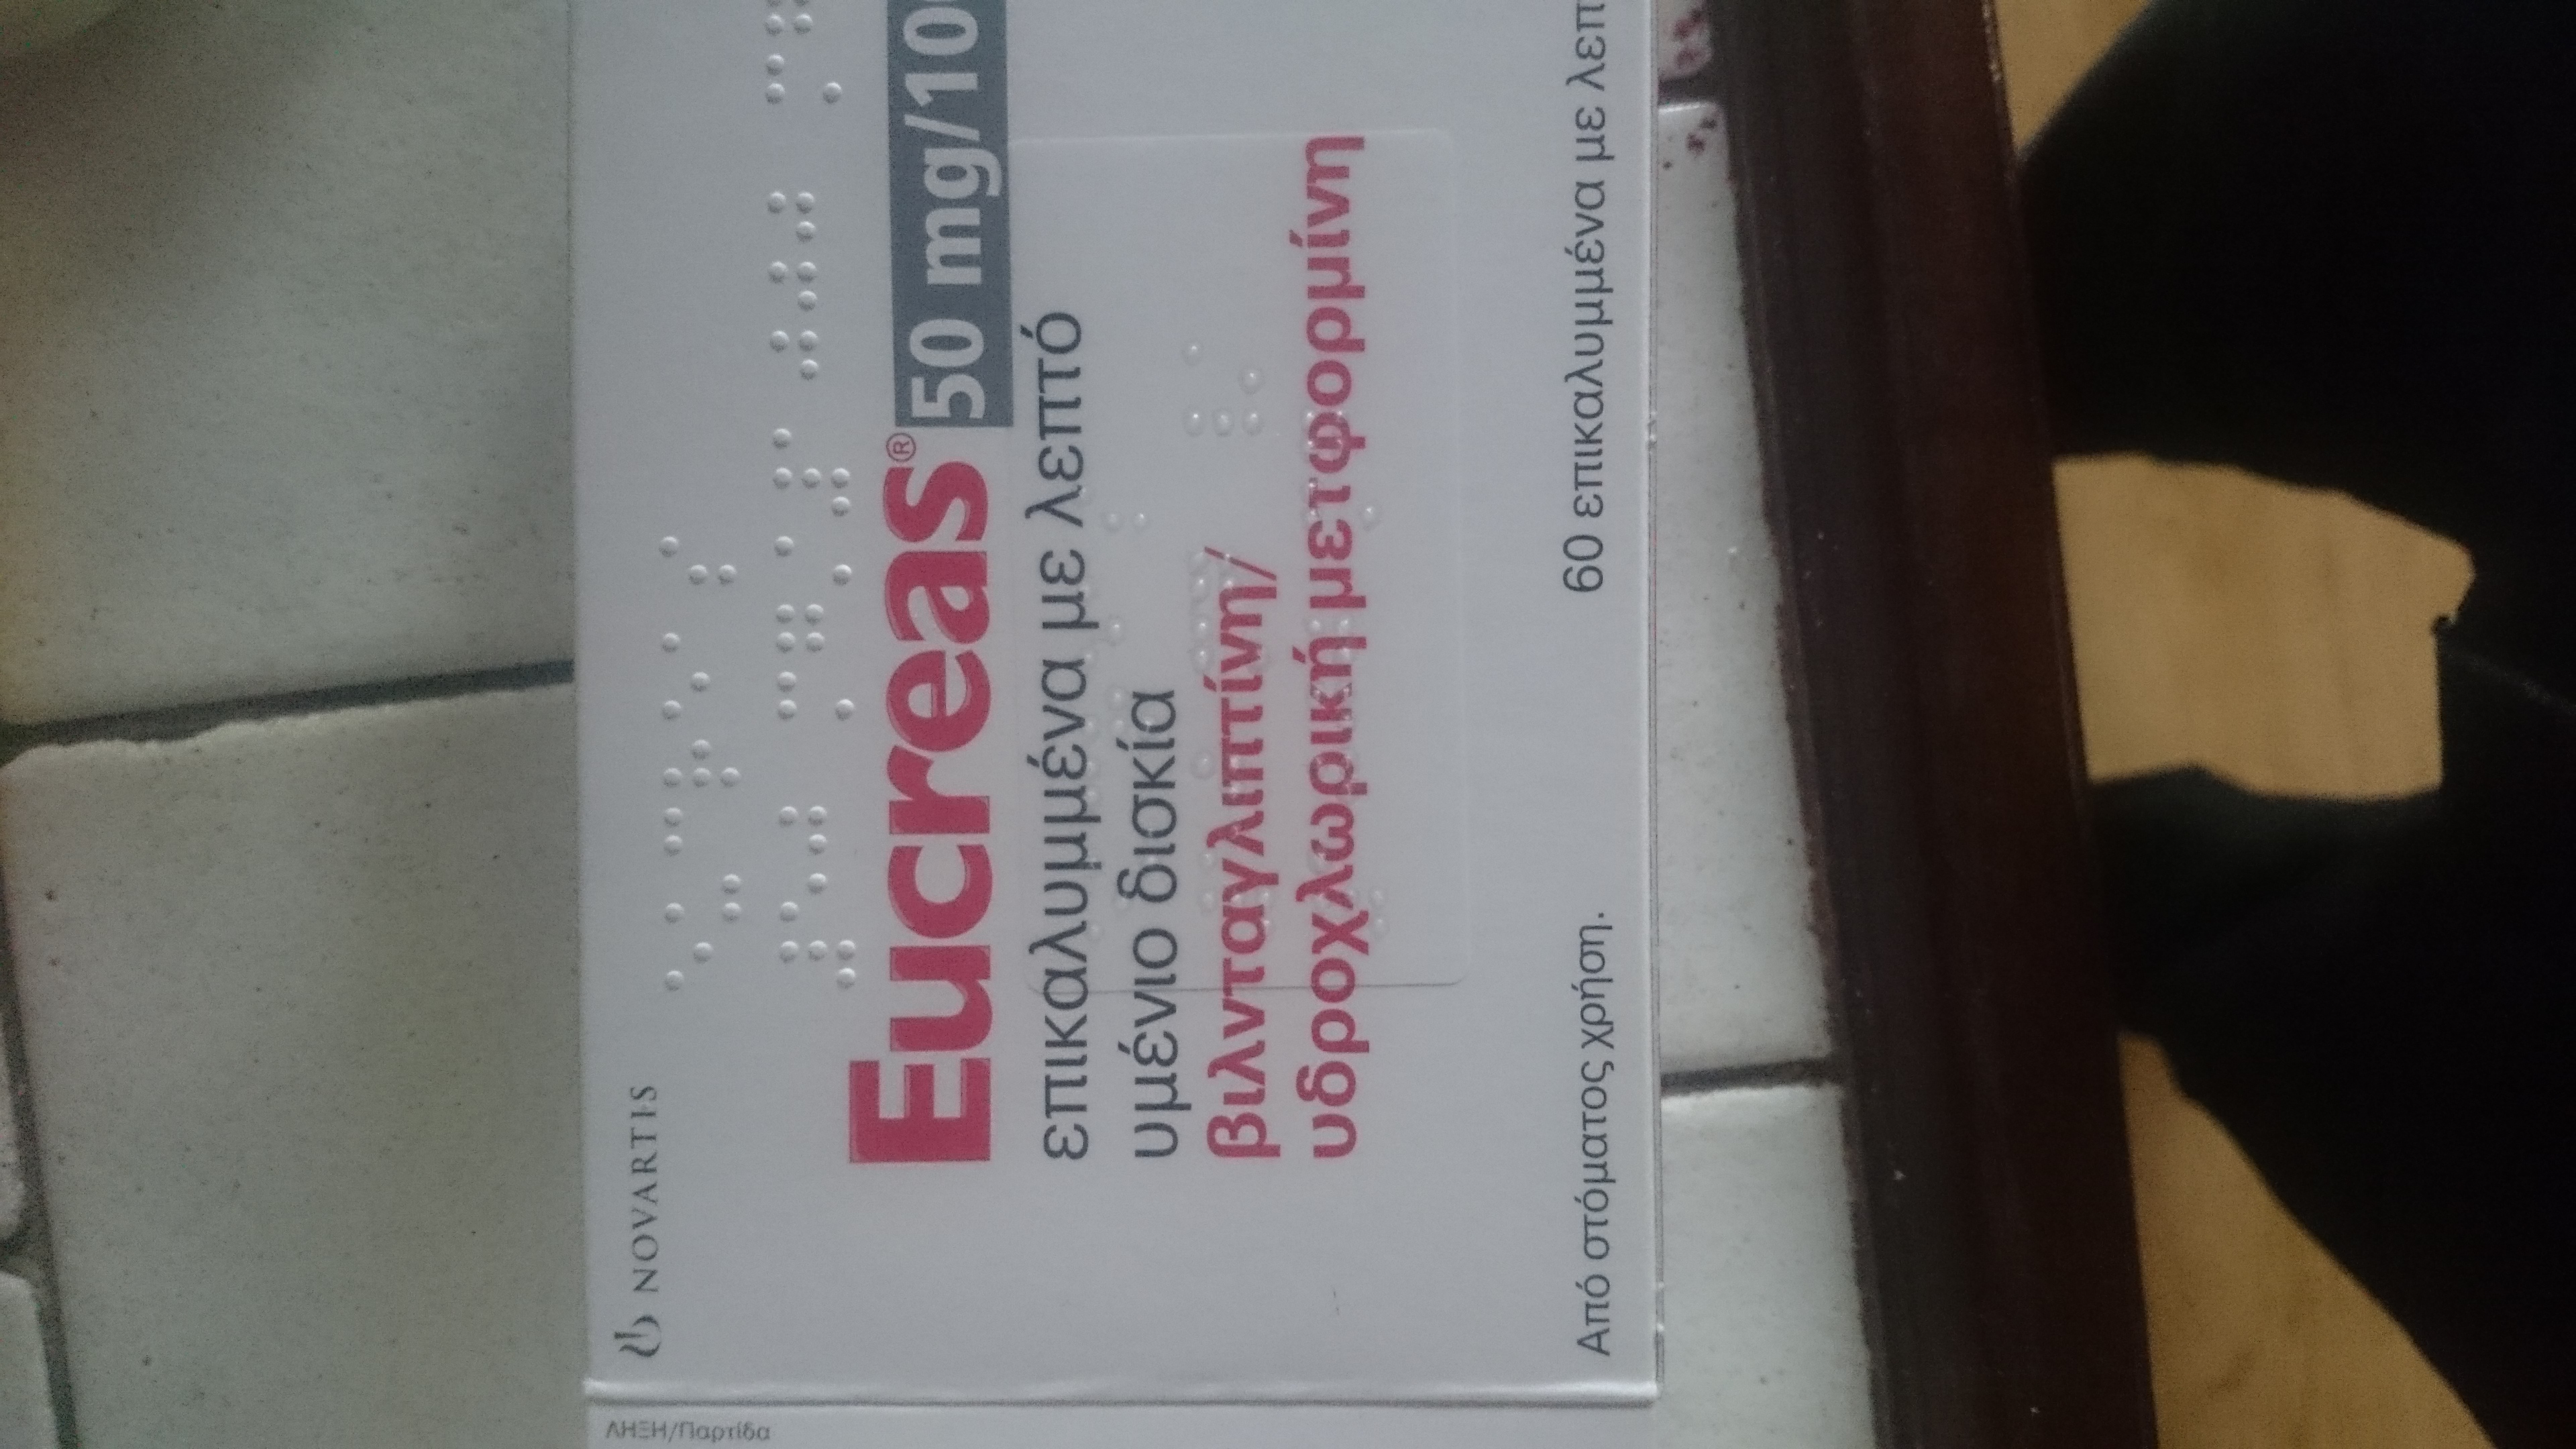 NOVARTIS
ΛΗΞΗ/Παρτίδα
Eucreas® 50 mg/10
επικαλυμμένα με λεπτό
υμένιο δισκία
βιλνταγλιπτίνη/
υδροχλωρική μετφορμίνη
Από στόματος χρήση.
60 επικαλυμμένα με λεπ